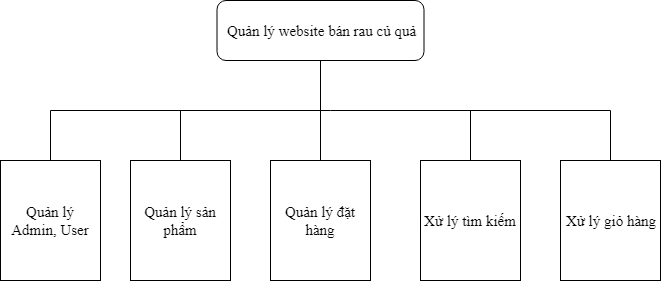 Quản lý website bán rau củ quả
Quản lý
Admin, User
Quản lý sản
phẩm
Quản lý đặt
hàng
Xử lý tìm kiếm
Xử lý giỏ hàng